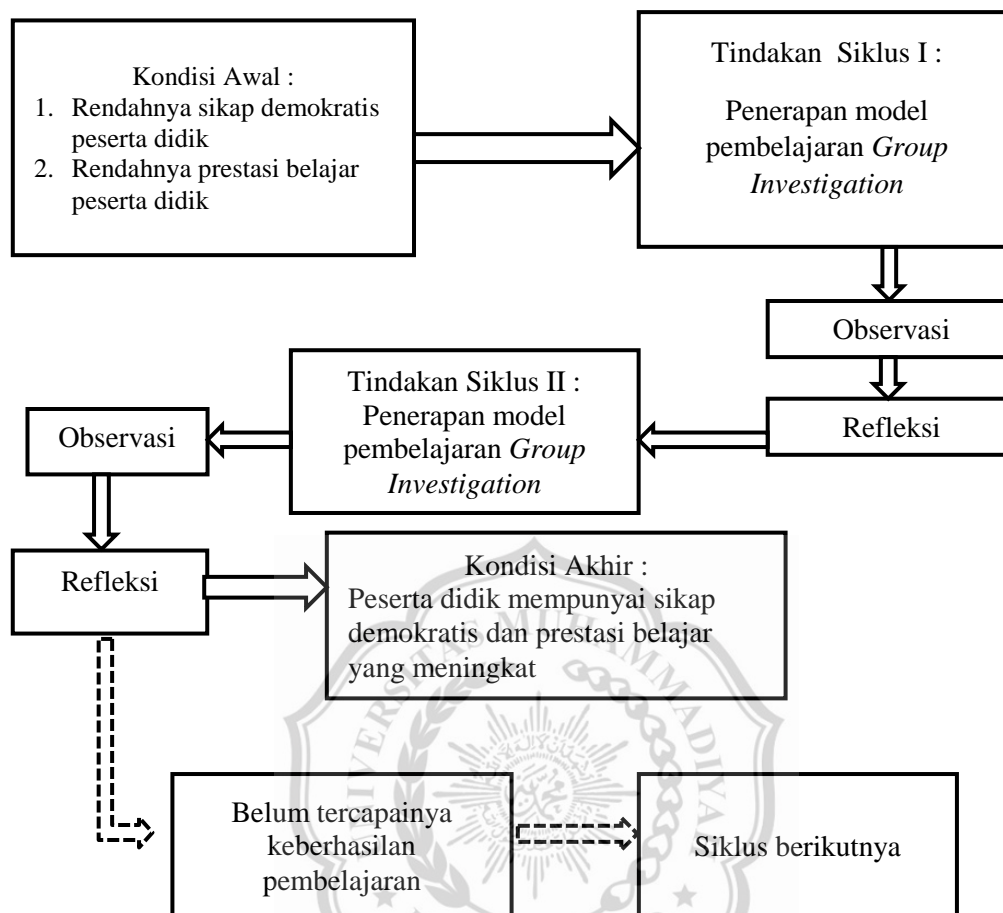 Kondisi Awal :
1. Rendahnya sikap demokratis
peserta didik
2. Rendahnya prestasi belajar
peserta didik
Tindakan Siklus I :
Penerapan model
pembelajaran Group
Investigation
Observasi
Refleksi
Tindakan Siklus II :
Penerapan model
pembelajaran Group
Investigation
Observasi
Refleksi
Kondisi Akhir :
Peserta didik mempunyai sikap
demokratis dan prestasi belajar
yang meningkat
Belum tercapainya
keberhasilan
pembelajaran
Siklus berikutnya